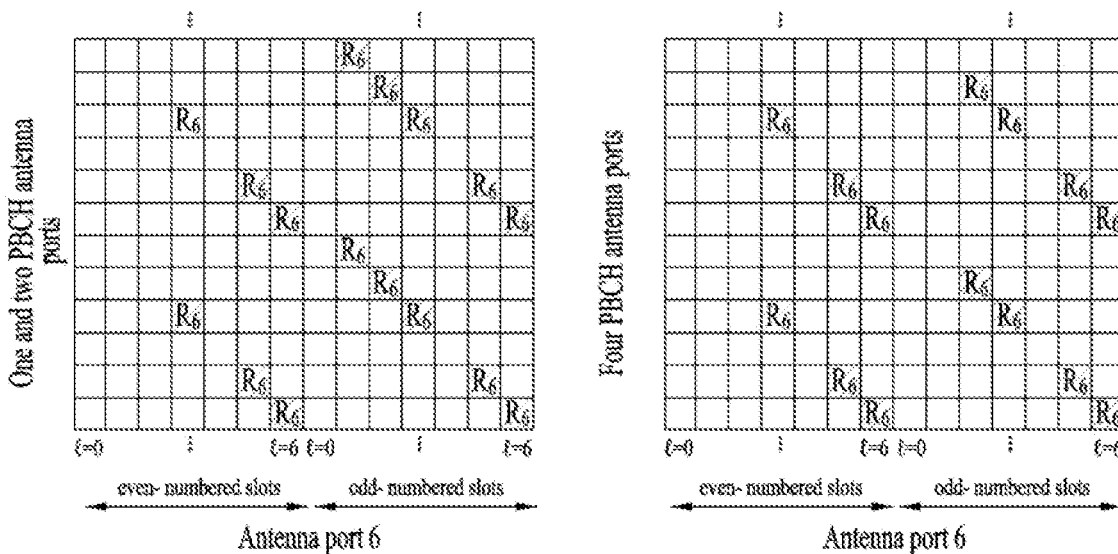 One and two PBCH antenna
ports
R₆
R₆
R₆ R₆
R₆ R₆
R₆ R₆
R₆
R₆
R₆ R₆
R₆ R₆
R₆ R₆
ℓ=0 ℓ=6 ℓ=0 ℓ=6
even- numbered slots odd- numbered slots
Antenna port 6
Four PBCH antenna ports
R₆
R₆ R₆
R₆ R₆
R₆ R₆
R₆
R₆ R₆
R₆ R₆
R₆ R₆
ℓ=0 ℓ=6 ℓ=0 ℓ=6
even- numbered slots odd- numbered slots
Antenna port 6